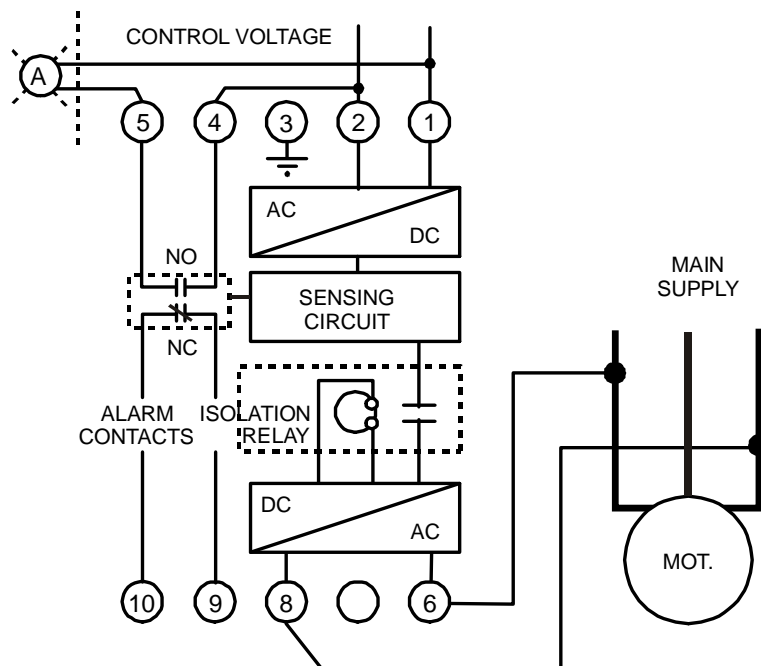 CONTROL VOLTAGE
A
5
4
3
2
1
AC
DC
NO
SENSING
CIRCUIT
NC
MAIN
SUPPLY
ALARM
CONTACTS
ISOLATION
RELAY
DC
AC
MOT.
10
9
8
6